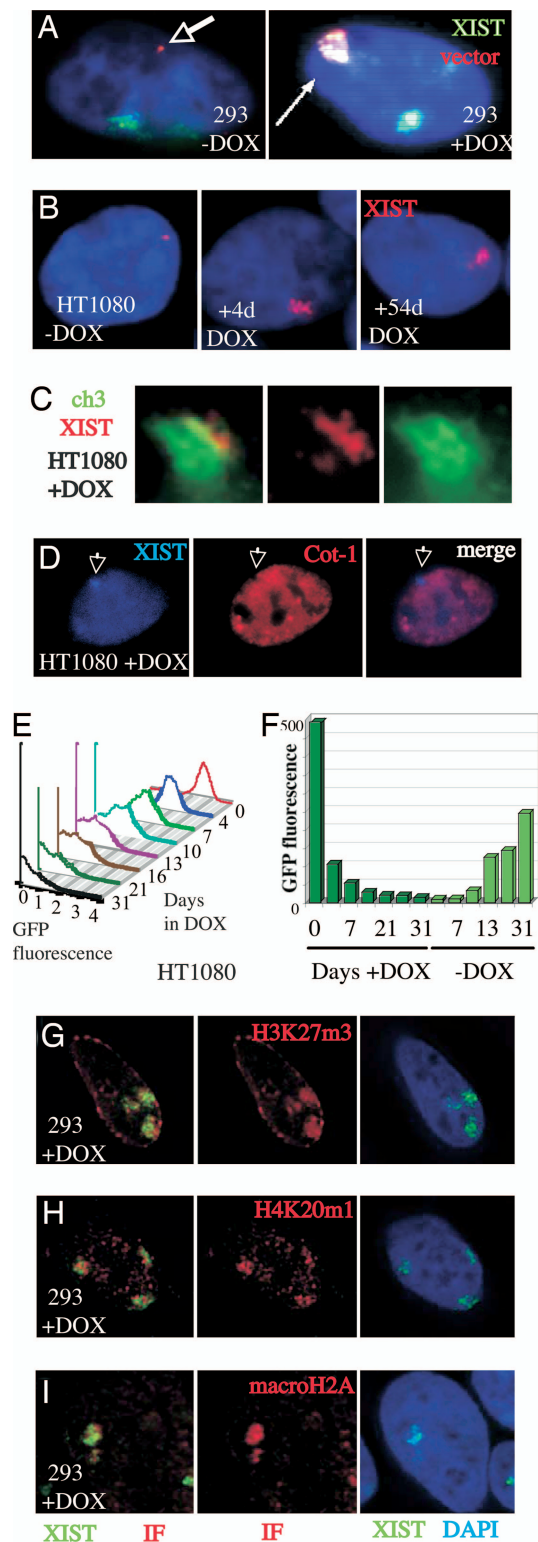 A
XIST
vector
293
-DOX
293
+DOX
B
XIST
HT1080
-DOX
+4d
DOX
+54d
DOX
C
ch3
XIST
HT1080
+DOX
D
XIST
Cot-1
merge
HT1080 +DOX
E
0
4
7
10
13
16
21
31
0 1 2 3 4
GFP
fluorescence
Days
in DOX
HT1080
F
GFP fluorescence
500
0
0 7 21 31 7 13 31
Days +DOX -DOX
G
H3K27m3
293
+DOX
H
H4K20m1
293
+DOX
I
macroH2A
293
+DOX
XIST IF IF XIST DAPI